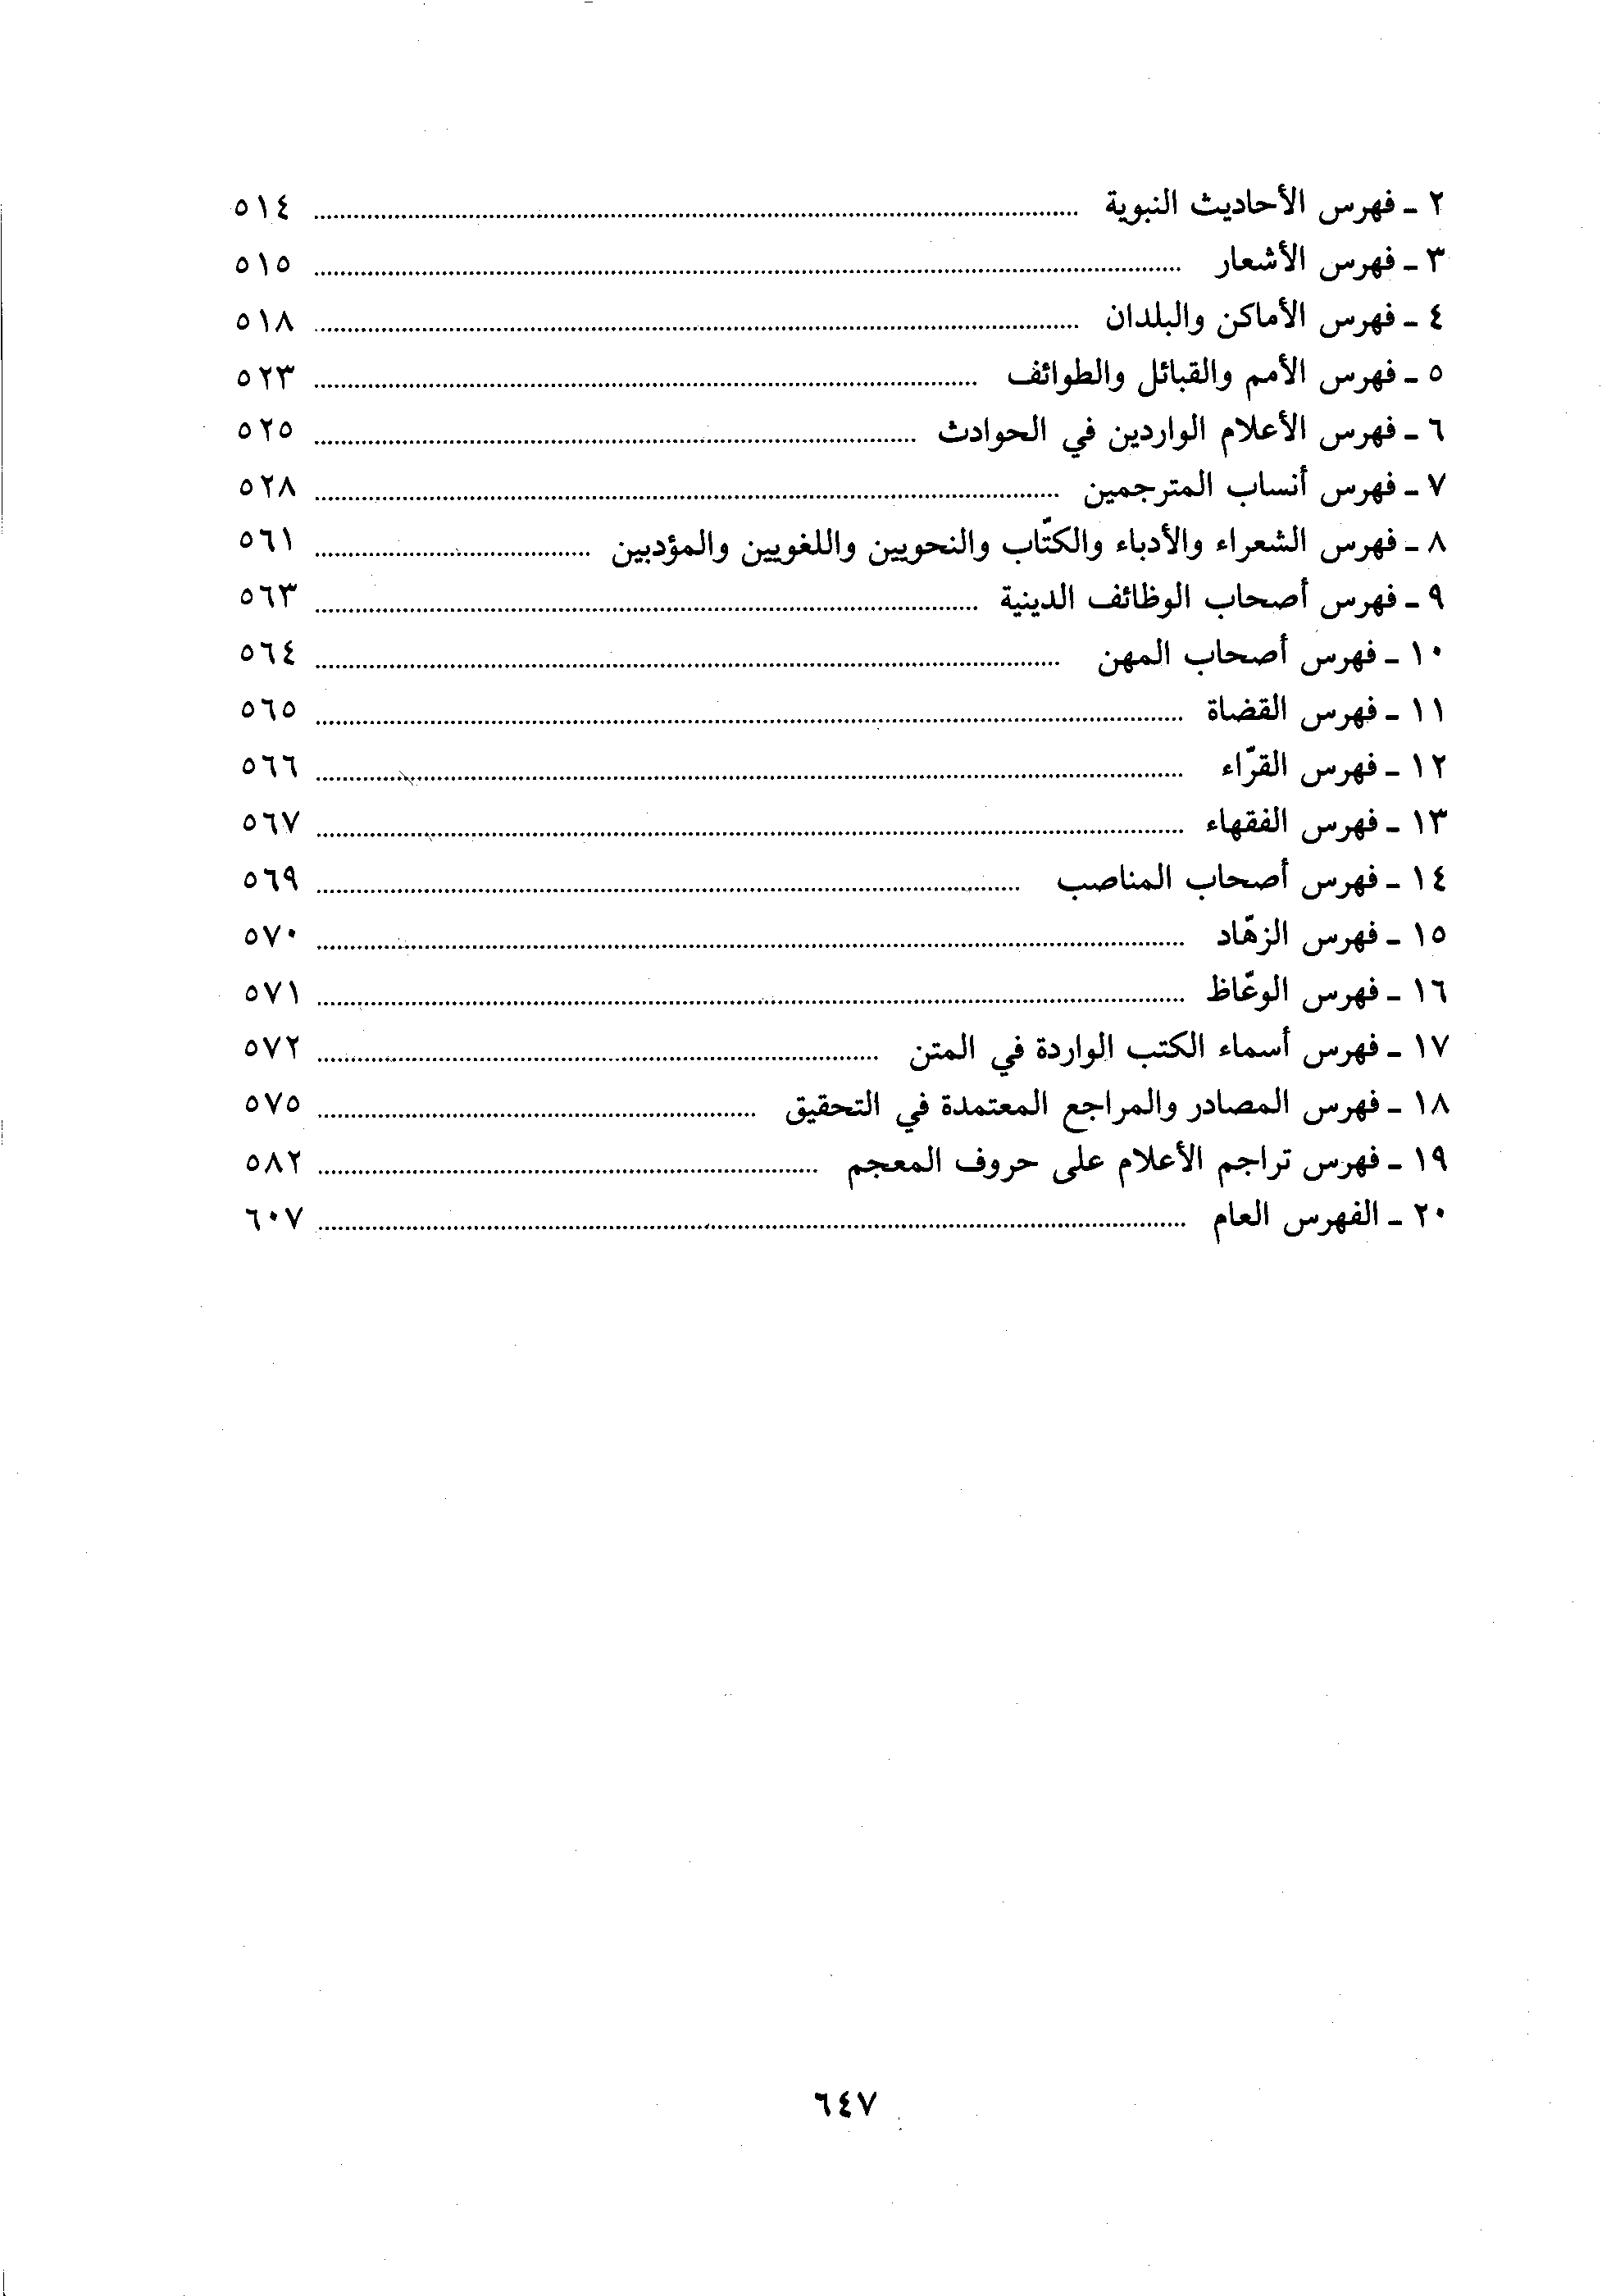 ٢ ـ فهرس الأحاديث النبوية ........ ٥١٤
٣ ـ فهرس الأشعار ........ ٥١٥
٤ ـ فهرس الأماكن والبلدان ........ ٥١٨
٥ ـ فهرس الأمم والقبائل والطوائف ........ ٥٢٣
٦ ـ فهرس الأعلام الواردين في الحوادث ........ ٥٢٥
٧ ـ فهرس أنساب المترجمين ........ ٥٢٨
٨ ـ فهرس الشعراء والأدباء والكتّاب والنحويين واللغويين والمؤدبين ........ ٥٦١
٩ ـ فهرس أصحاب الوظائف الدينية ........ ٥٦٣
١٠ ـ فهرس أصحاب المهن ........ ٥٦٤
١١ ـ فهرس القضاة ........ ٥٦٥
١٢ ـ فهرس القرّاء ........ ٥٦٦
١٣ ـ فهرس الفقهاء ........ ٥٦٧
١٤ ـ فهرس أصحاب المناصب ........ ٥٦٩
١٥ ـ فهرس الزهّاد ........ ٥٧٠
١٦ ـ فهرس الوعّاظ ........ ٥٧١
١٧ ـ فهرس أسماء الكتب الواردة في المتن ........ ٥٧٢
١٨ ـ فهرس المصادر والمراجع المعتمدة في التحقيق ........ ٥٧٥
١٩ ـ فهرس تراجم الأعلام على حروف المعجم ........ ٥٨٢
٢٠ ـ الفهرس العام ........ ٦٠٧
٦٤٧